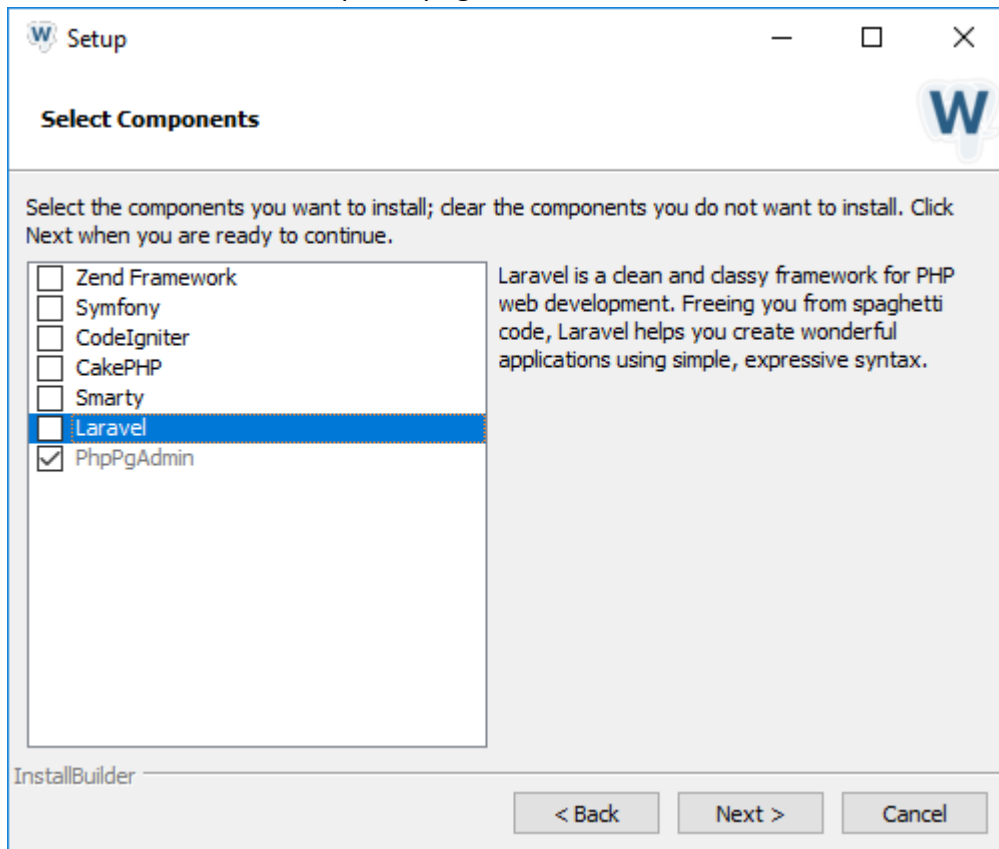 Setup
Select Components
W
Select the components you want to install; clear the components you do not want to install. Click
Next when you are ready to continue.
Zend Framework
Symfony
CodeIgniter
CakePHP
Smarty
Laravel
PhpPgAdmin
Laravel is a clean and classy framework for PHP
web development. Freeing you from spaghetti
code, Laravel helps you create wonderful
applications using simple, expressive syntax.
InstallBuilder
< Back
Next >
Cancel